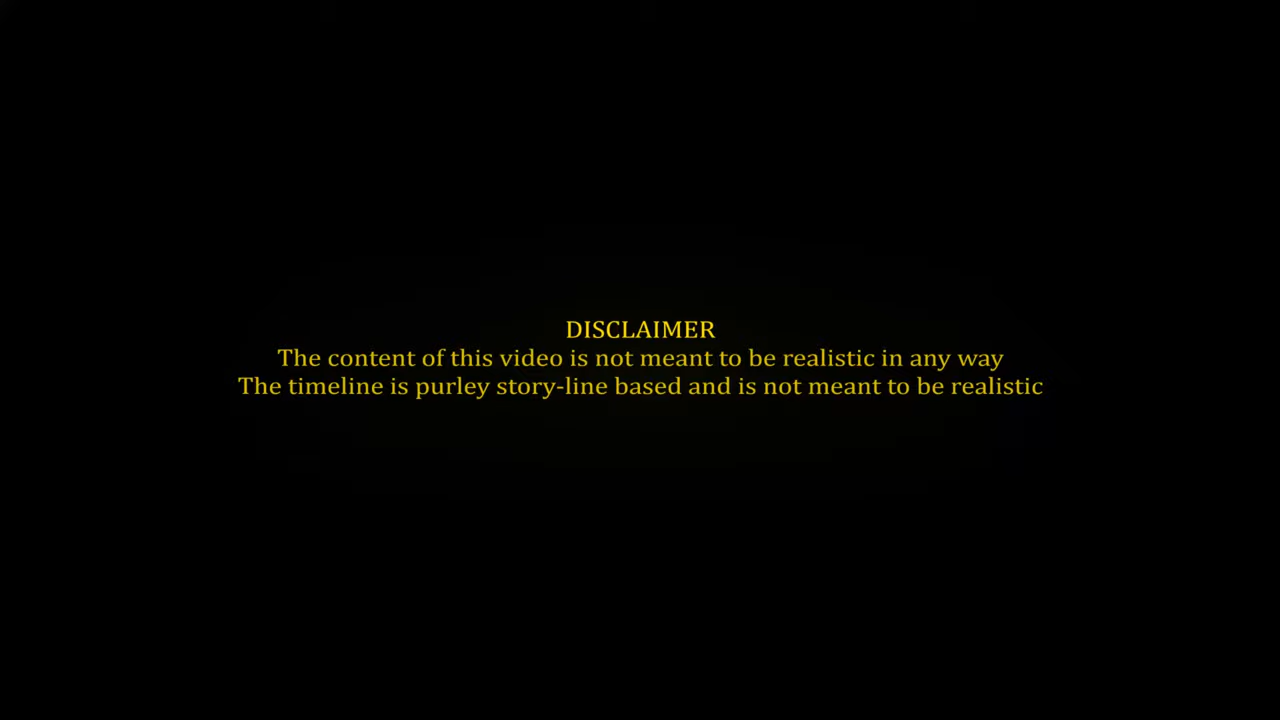 DISCLAIMER
The content of this video is not meant to be realistic in any way
The timeline is purley story-line based and is not meant to be realistic